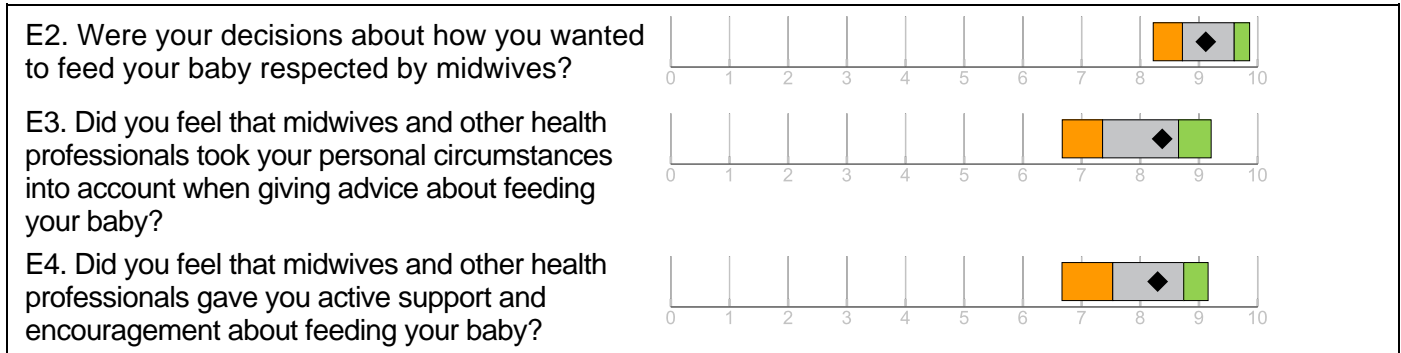 E2. Were your decisions about how you wanted
to feed your baby respected by midwives?
0 1 2 3 4 5 6 7 8 9 10
E3. Did you feel that midwives and other health
professionals took your personal circumstances
into account when giving advice about feeding
your baby?
0 1 2 3 4 5 6 7 8 9 10
E4. Did you feel that midwives and other health
professionals gave you active support and
encouragement about feeding your baby?
0 1 2 3 4 5 6 7 8 9 10